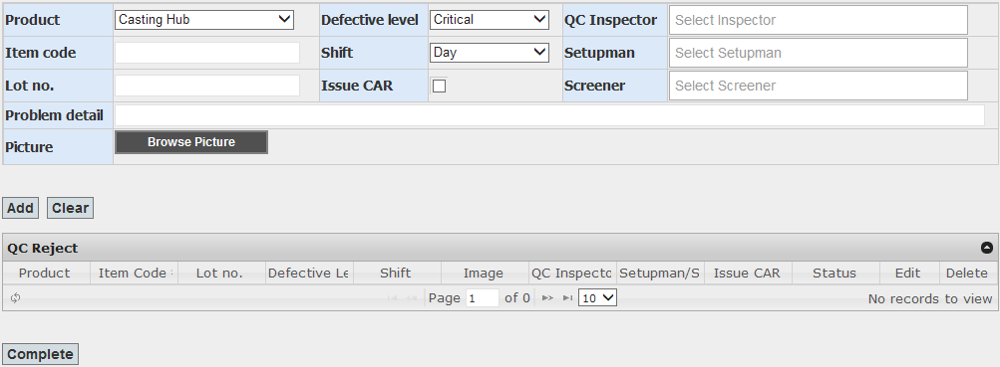 Product Casting Hub Defective level Critical QC Inspector Select Inspector
Item code Shift Day Setupman Select Setupman
Lot no. Issue CAR Screener Select Screener
Problem detail
Picture Browse Picture
Add Clear
QC Reject
Product Item Code Lot no. Defective Le Shift Image QC Inspecto Setupman/S Issue CAR Status Edit Delete
Page 1 of 0 10 No records to view
Complete